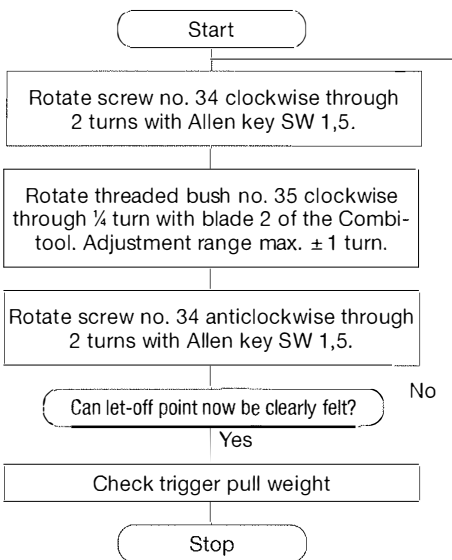 Start
Rotate screw no. 34 clockwise through
2 turns with Allen key SW 1,5.
Rotate threaded bush no. 35 clockwise
through ¼ turn with blade 2 of the Combi-
tool. Adjustment range max. ± 1 turn.
Rotate screw no. 34 anticlockwise through
2 turns with Allen key SW 1,5.
No
Can let-off point now be clearly felt?
Yes
Check trigger pull weight
Stop